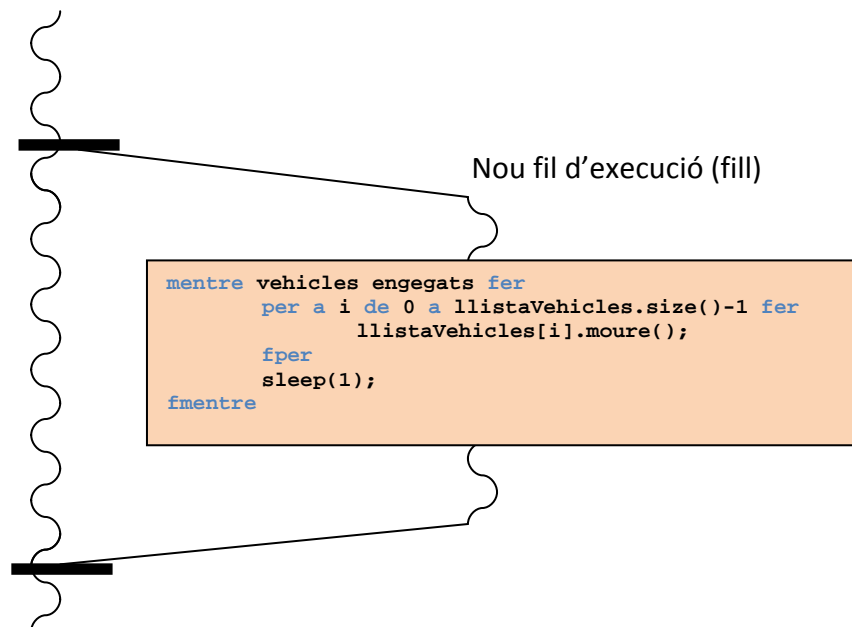 Nou fil d’execució (fill)
mentre vehicles engegats fer
per a i de 0 a llistaVehicles.size()-1 fer
llistaVehicles[i].moure();
fper
sleep(1);
fmentre